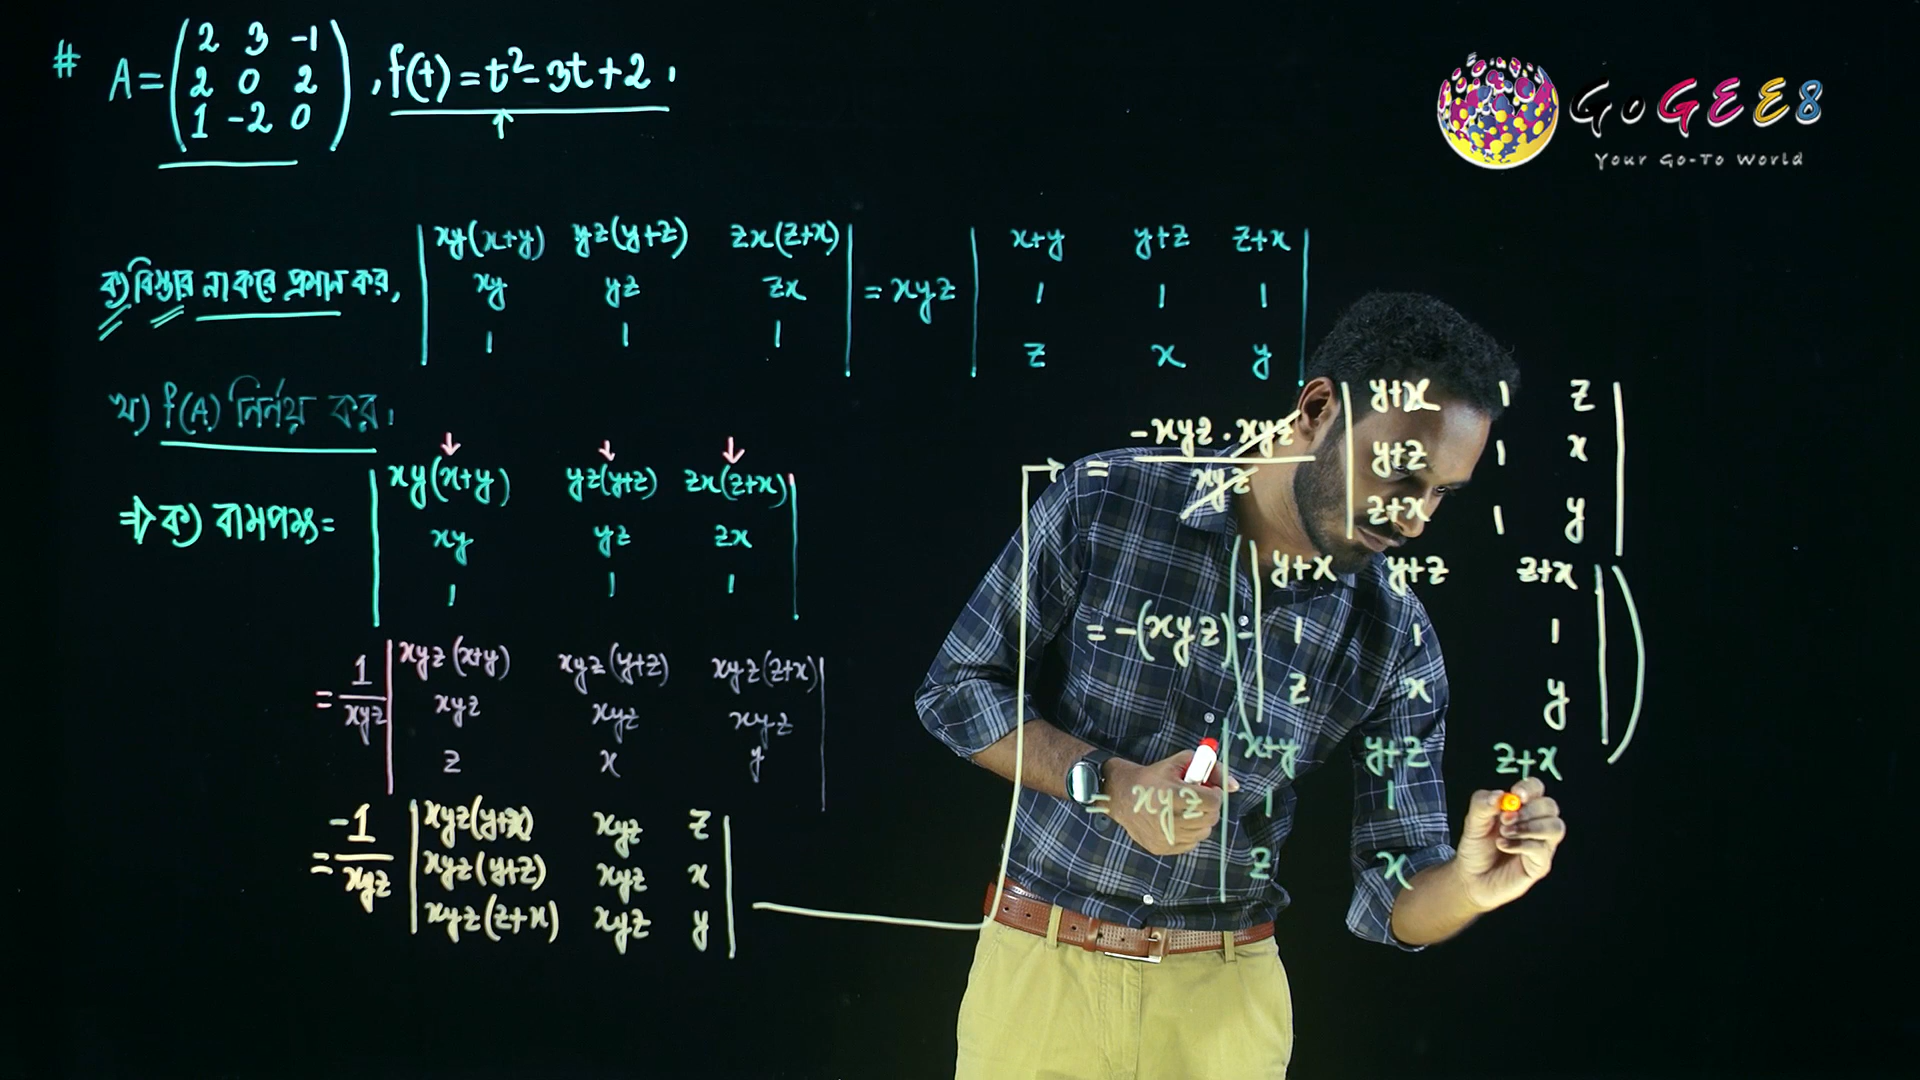 # A = (2 3 -1
2 0 2
1 -2 0) , f(t) = t² - 3t + 2 ।
GoGEE8
Your Go-To World
ক) বিস্তার না করে প্রমান কর, | xy(x+y) yz(y+z) zx(z+x) |
| xy yz zx |
| 1 1 1 |
= xyz | x+y y+z z+x |
| 1 1 1 |
| z x y |
খ) f(A) নির্নয় কর ।
⇒ ক) বামপক্ষ = | xy(x+y) yz(y+z) zx(z+x) |
| xy yz zx |
| 1 1 1 |
= 1/xyz | xyz(x+y) xyz(y+z) xyz(z+x) |
| xyz xyz xyz |
| z x y |
= -1/xyz | xyz(y+x) xyz z |
| xyz(y+z) xyz x |
| xyz(z+x) xyz y |
= -xyz . xyz / xyz | y+x 1 z |
| y+z 1 x |
| z+x 1 y |
= -(xyz) (- | y+x y+z z+x |
| 1 1 1 |
| z x y | )
= xyz | x+y y+z z+x |
| 1 1
| z x